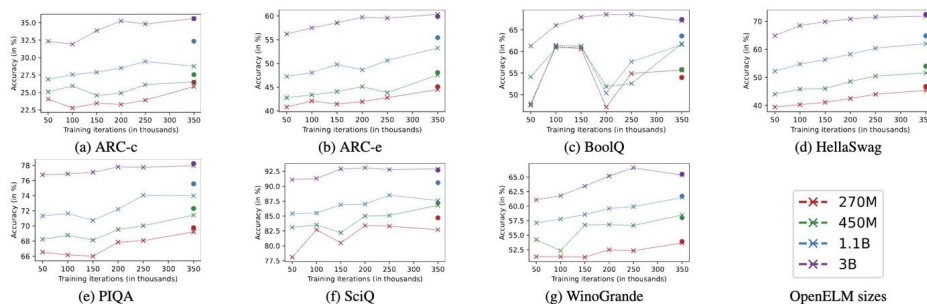 Accuracy (in %)
35.0
32.5
30.0
27.5
25.0
22.5
50 100 150 200 250 300 350
Training iterations (in thousands)
(a) ARC-c
Accuracy (in %)
60
55
50
45
40
50 100 150 200 250 300 350
Training iterations (in thousands)
(b) ARC-e
Accuracy (in %)
65
60
55
50
50 100 150 200 250 300 350
Training iterations (in thousands)
(c) BoolQ
Accuracy (in %)
70
60
50
40
50 100 150 200 250 300 350
Training iterations (in thousands)
(d) HellaSwag
Accuracy (in %)
78
76
74
72
70
68
66
50 100 150 200 250 300 350
Training iterations (in thousands)
(e) PIQA
Accuracy (in %)
92.5
90.0
87.5
85.0
82.5
80.0
77.5
50 100 150 200 250 300 350
Training iterations (in thousands)
(f) SciQ
Accuracy (in %)
65.0
62.5
60.0
57.5
55.0
52.5
50 100 150 200 250 300 350
Training iterations (in thousands)
(g) WinoGrande
270M
450M
1.1B
3B
OpenELM sizes